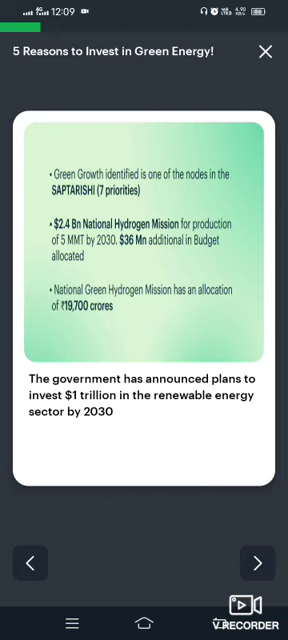 12:09
5 Reasons to Invest in Green Energy!
• Green Growth identified is one of the nodes in the
SAPTARISHI (7 priorities)
• $2.4 Bn National Hydrogen Mission for production
of 5 MMT by 2030. $36 Mn additional in Budget
allocated
• National Green Hydrogen Mission has an allocation
of ₹19,700 crores
The government has announced plans to
invest $1 trillion in the renewable energy
sector by 2030
V RECORDER